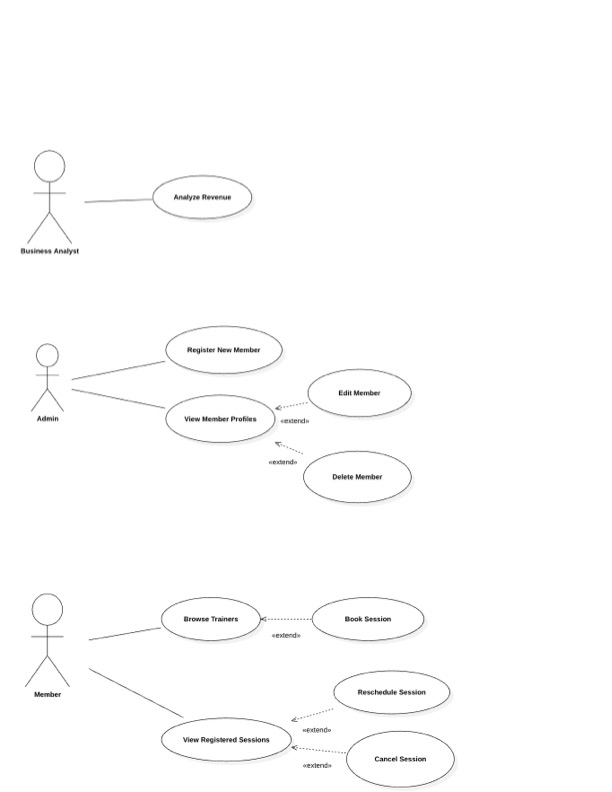 Analyze Revenue
Business Analyst
Register New Member
Edit Member
Admin
View Member Profiles
«extend»
«extend»
Delete Member
Browse Trainers
Book Session
«extend»
Member
Reschedule Session
«extend»
View Registered Sessions
Cancel Session
«extend»